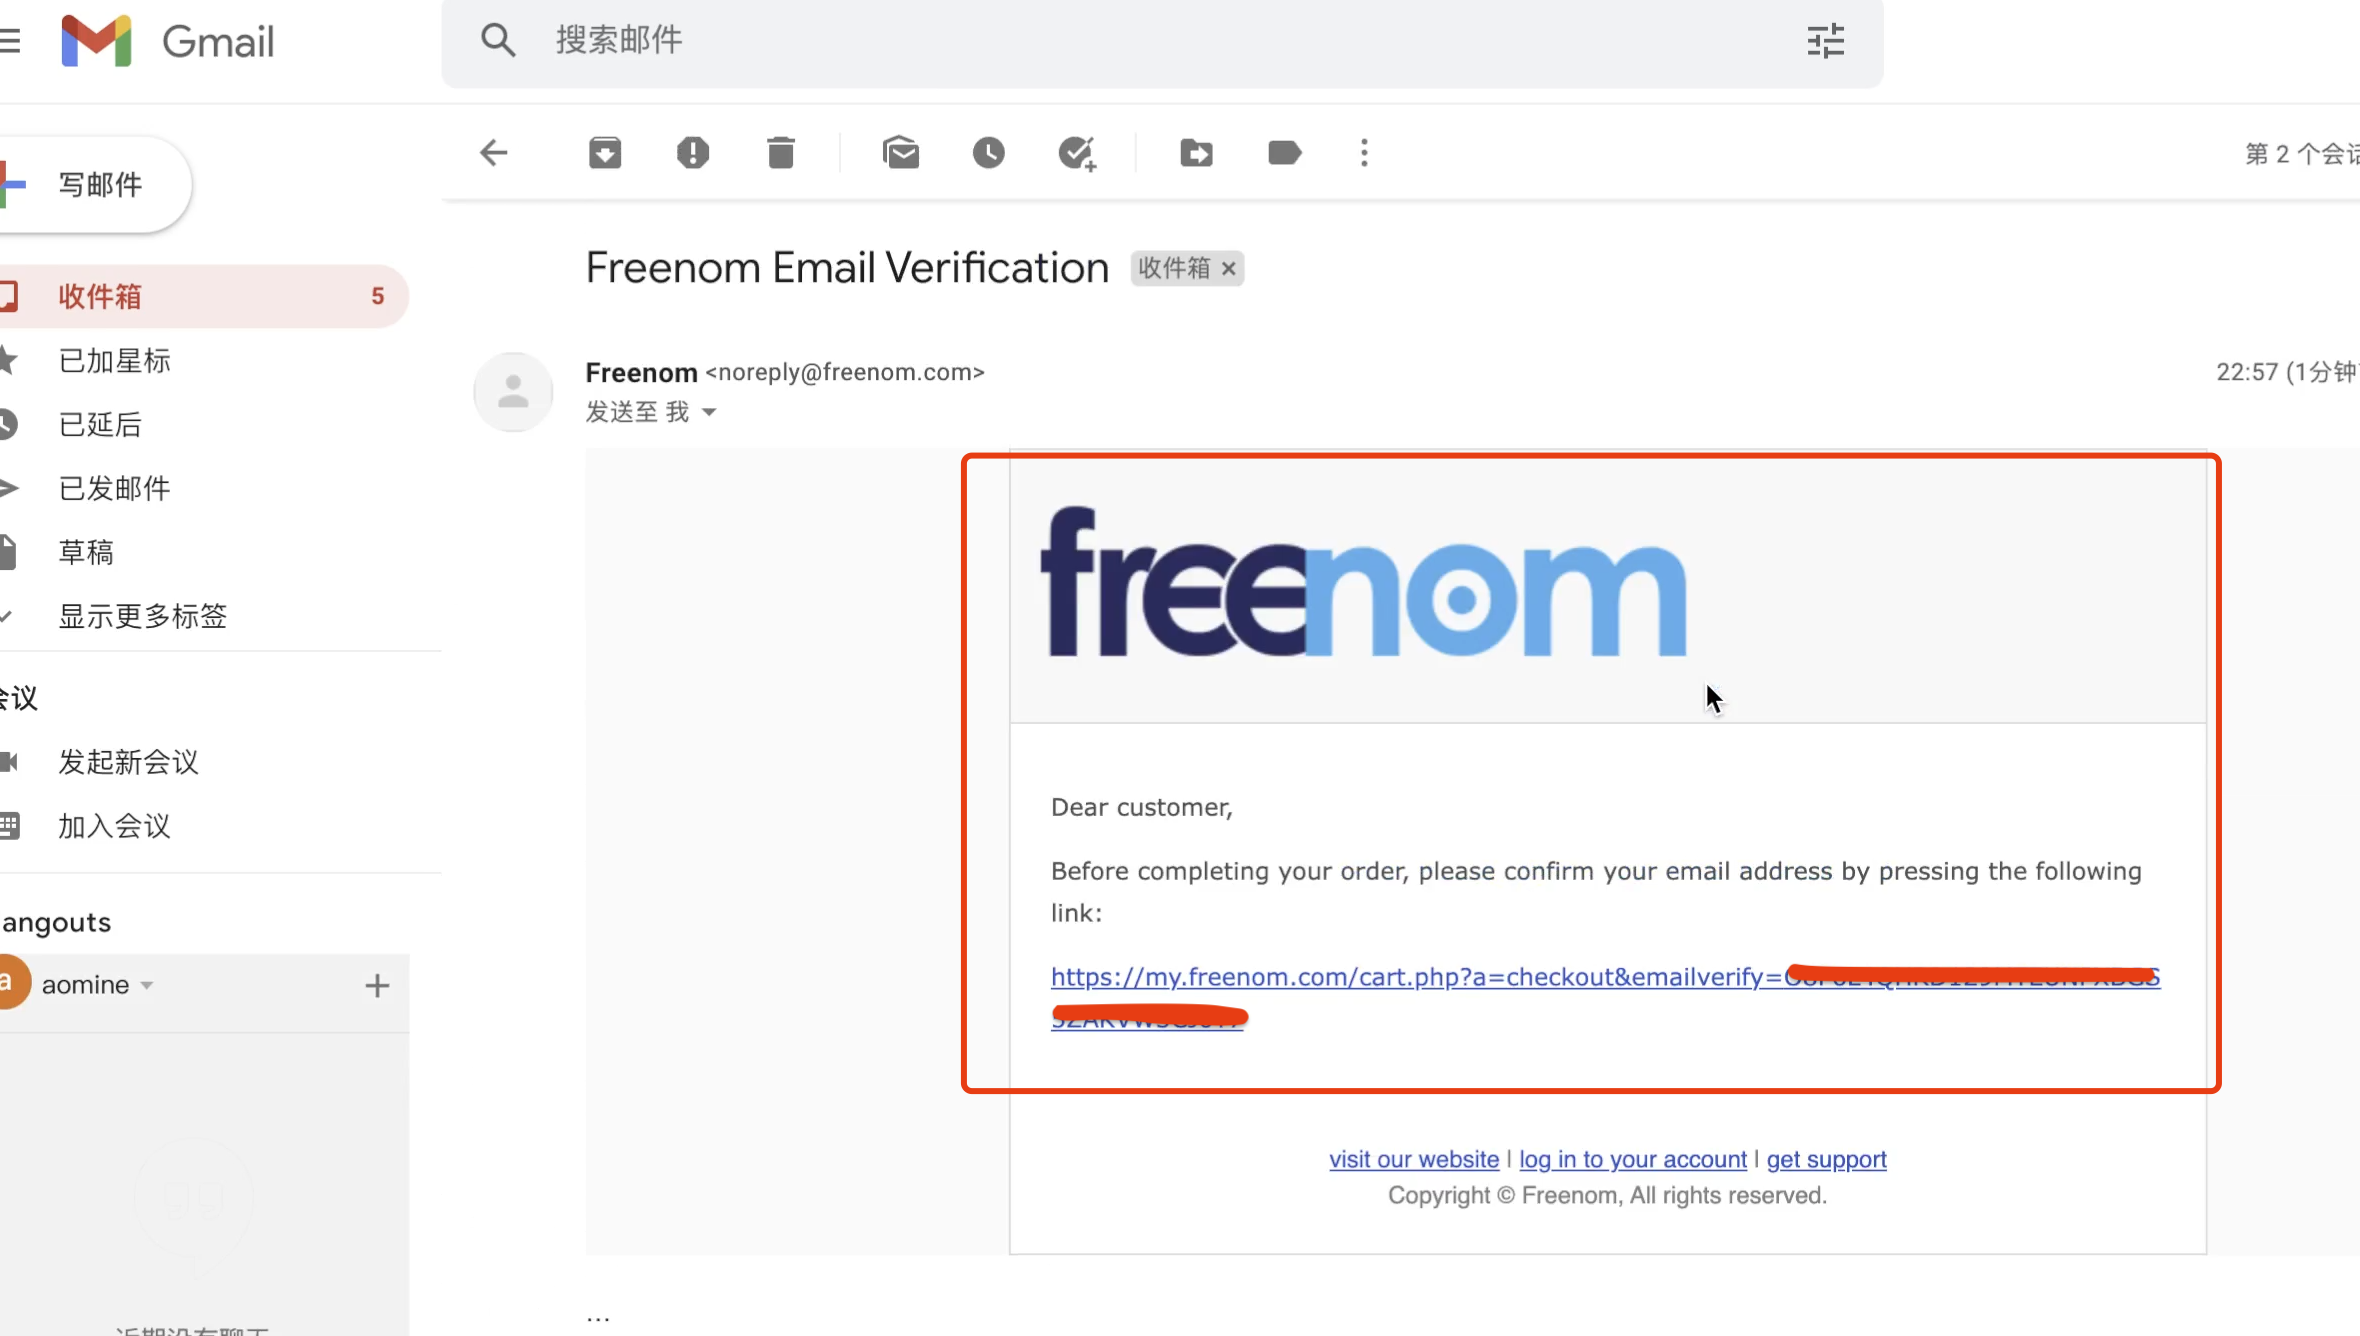 Gmail
搜索邮件
写邮件
第 2 个会话
收件箱 5
已加星标
已延后
已发邮件
草稿
显示更多标签
会议
发起新会议
加入会议
angouts
a aomine
Freenom Email Verification 收件箱 ×
Freenom <noreply@freenom.com>
22:57 (1分钟
发送至 我
freenom
Dear customer,
Before completing your order, please confirm your email address by pressing the following
link:
https://my.freenom.com/cart.php?a=checkout&emailverify=
visit our website | log in to your account | get support
Copyright © Freenom, All rights reserved.
...